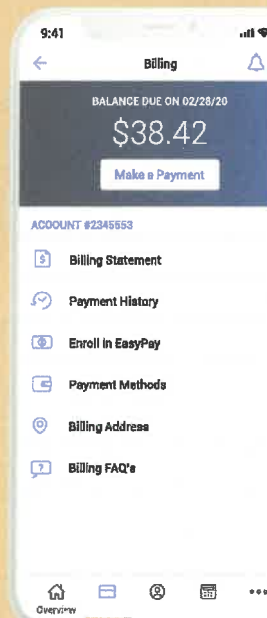 9:41
Billing
BALANCE DUE ON 02/28/20
$38.42
Make a Payment
ACCOUNT #2345553
Billing Statement
Payment History
Enroll in EasyPay
Payment Methods
Billing Address
Billing FAQ's
Overview